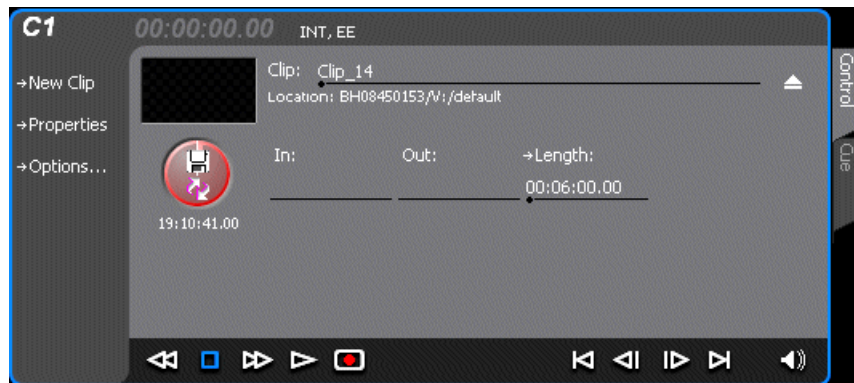 C1
00:00:00.00 INT, EE
→New Clip
→Properties
→Options...
Clip: Clip_14
Location: BH08450153/V:/default
In: Out: →Length:
00:06:00.00
19:10:41.00
Control
Cue